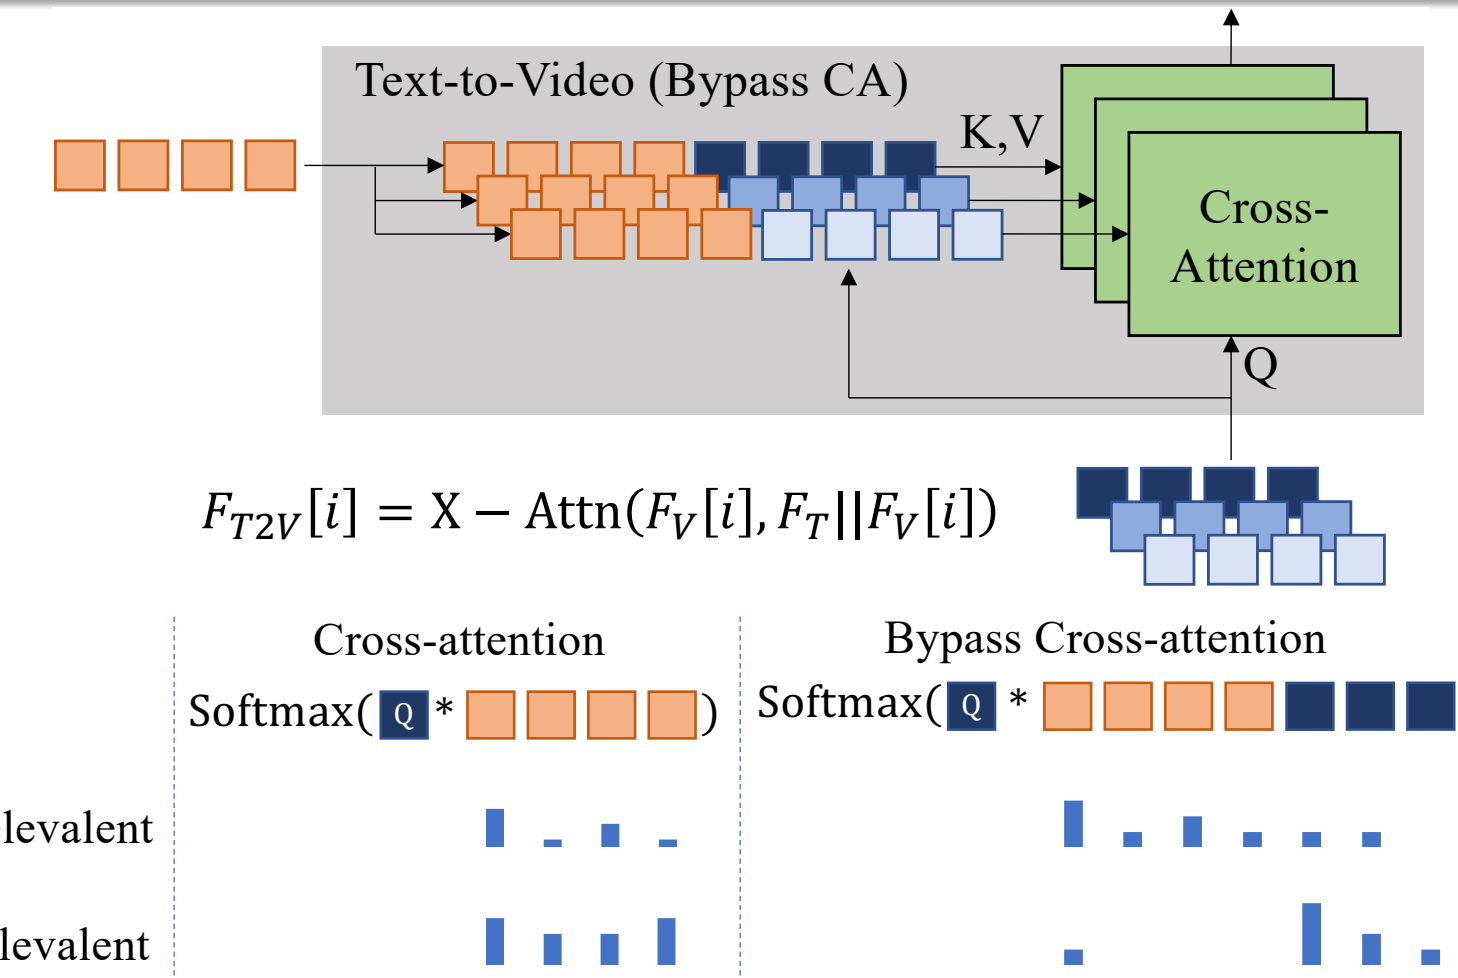 Text-to-Video (Bypass CA)
K,V
Cross-
Attention
Q
F_{T2V}[i] = X − Attn(F_V[i], F_T||F_V[i])
Cross-attention
Bypass Cross-attention
Softmax( Q * )
Softmax( Q *
levalent
levalent